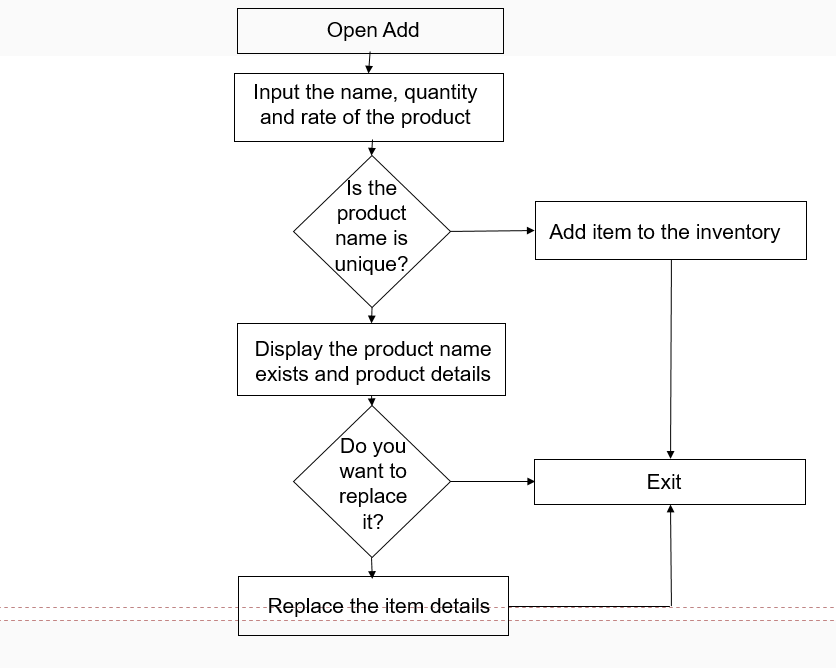 Open Add
Input the name, quantity
and rate of the product
Is the
product
name is
unique?
Add item to the inventory
Display the product name
exists and product details
Do you
want to
replace
it?
Exit
Replace the item details